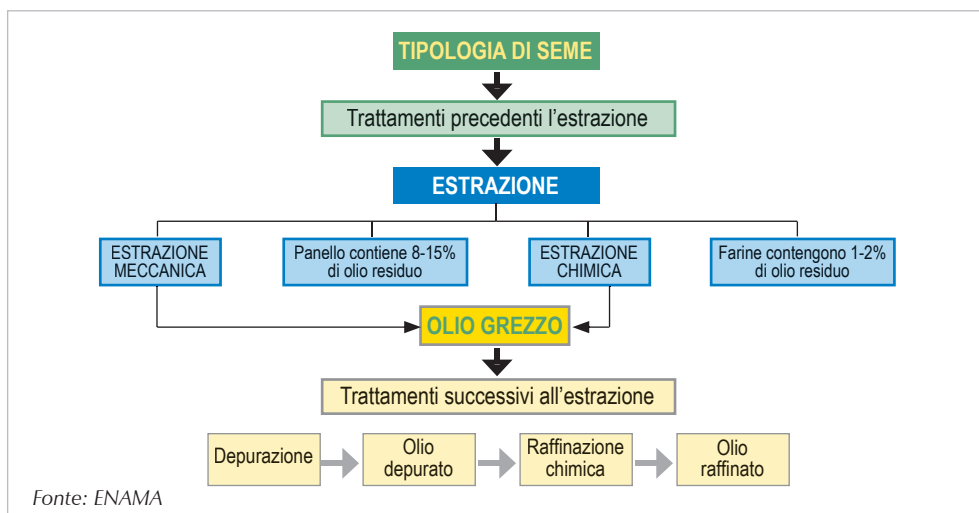 TIPOLOGIA DI SEME
Trattamenti precedenti l'estrazione
ESTRAZIONE
ESTRAZIONE
MECCANICA
Panello contiene 8-15%
di olio residuo
ESTRAZIONE
CHIMICA
Farine contengono 1-2%
di olio residuo
OLIO GREZZO
Trattamenti successivi all'estrazione
Depurazione
Olio
depurato
Raffinazione
chimica
Olio
raffinato
Fonte: ENAMA